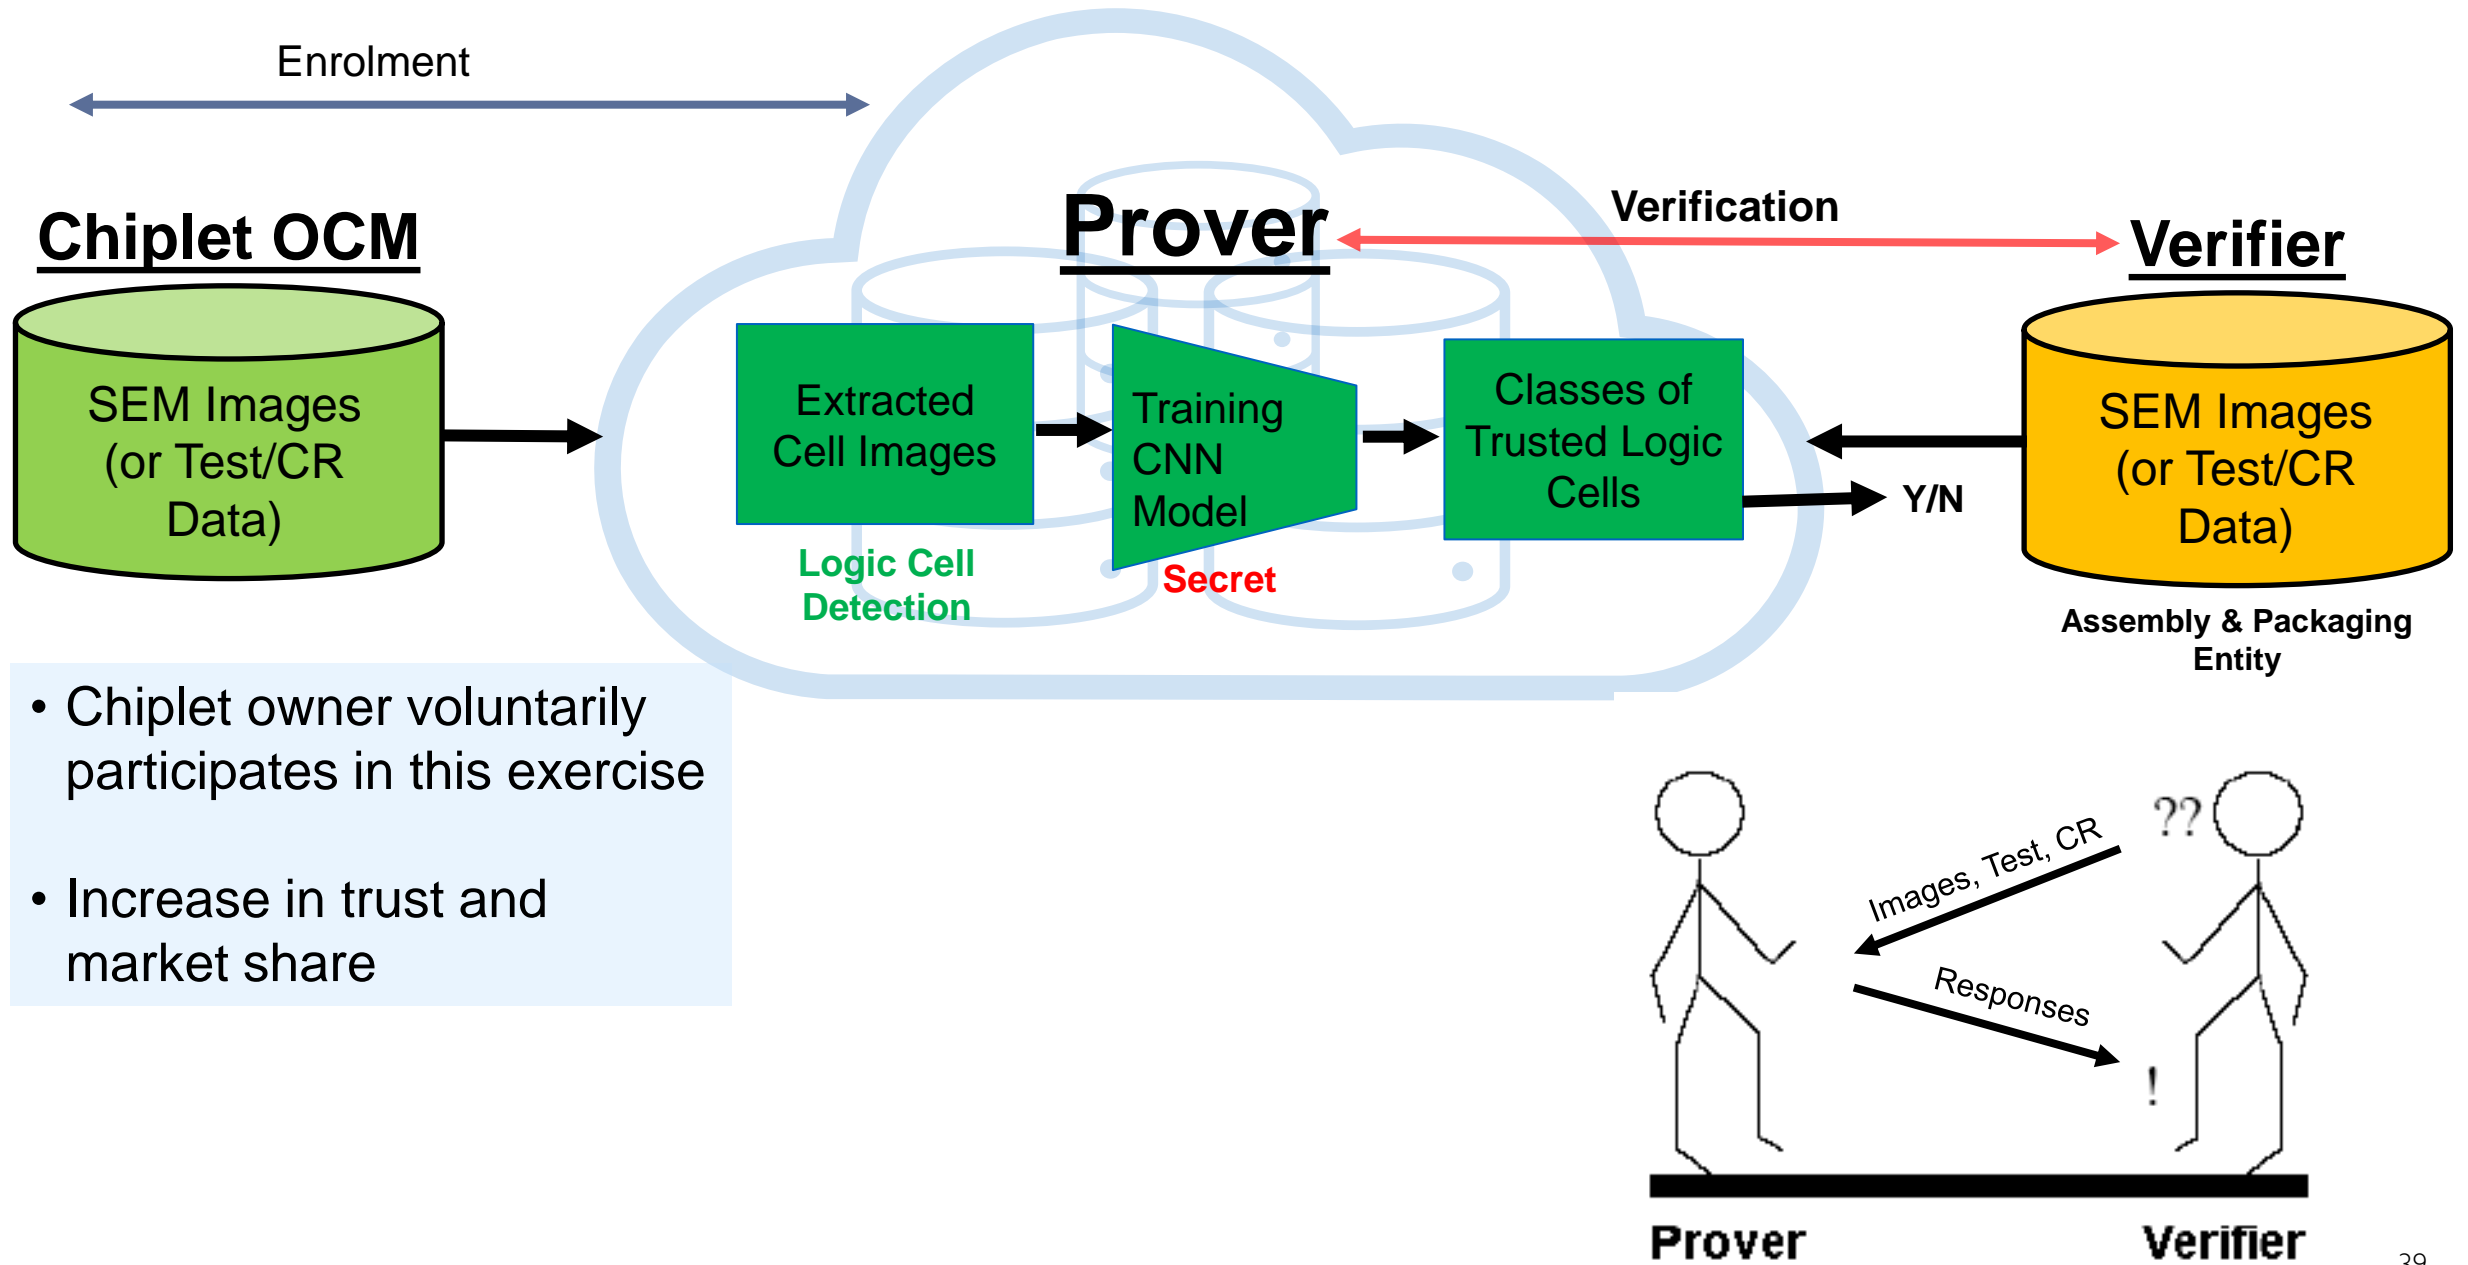 Enrolment
Chiplet OCM
SEM Images
(or Test/CR
Data)
Prover
Verification
Verifier
Extracted
Cell Images
Logic Cell
Detection
Training
CNN
Model
Secret
Classes of
Trusted Logic
Cells
Y/N
SEM Images
(or Test/CR
Data)
Assembly & Packaging
Entity
• Chiplet owner voluntarily
participates in this exercise
• Increase in trust and
market share
??
Images, Test, CR
Responses
!
Prover
Verifier
39